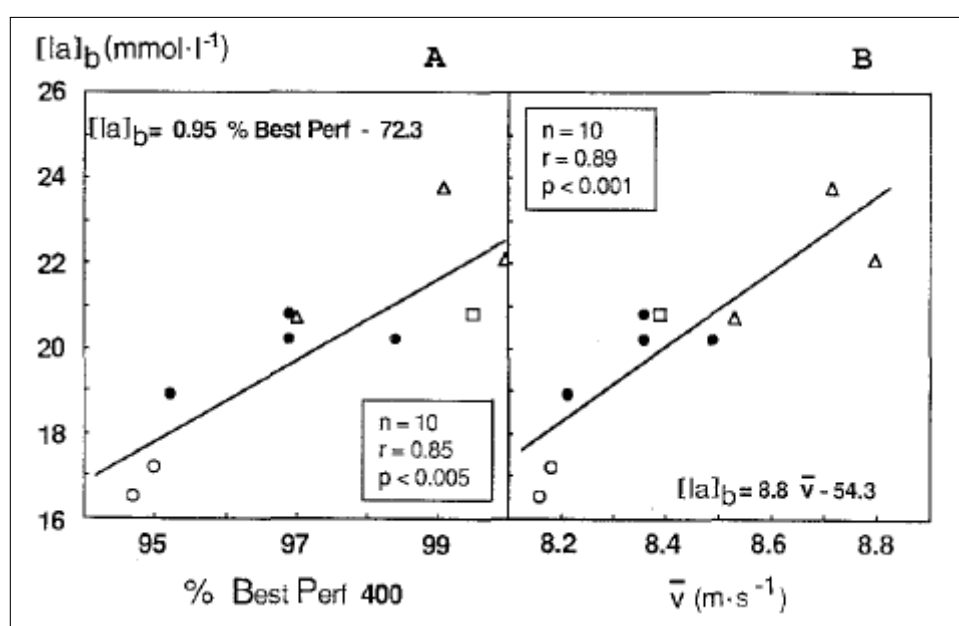 [la]b (mmol·l⁻¹)
A
B
26
24
22
20
18
16
[la]b = 0.95 % Best Perf - 72.3
n = 10
r = 0.85
p < 0.005
n = 10
r = 0.89
p < 0.001
[la]b = 8.8 v̄ - 54.3
95 97 99
8.2 8.4 8.6 8.8
% Best Perf 400
v̄ (m·s⁻¹)